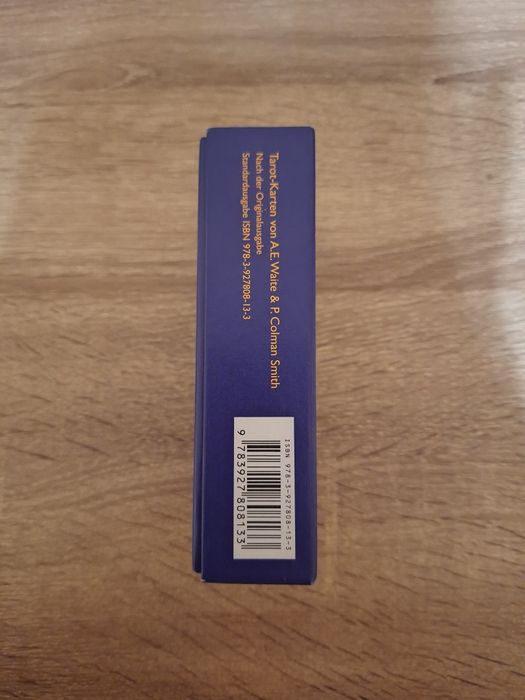 Tarot-Karten von A.E. Waite & P. Colman Smith
Nach der Originalausgabe
Standardausgabe ISBN 978-3-927808-13-3
ISBN 978-3-927808-13-3
9 783927 808133